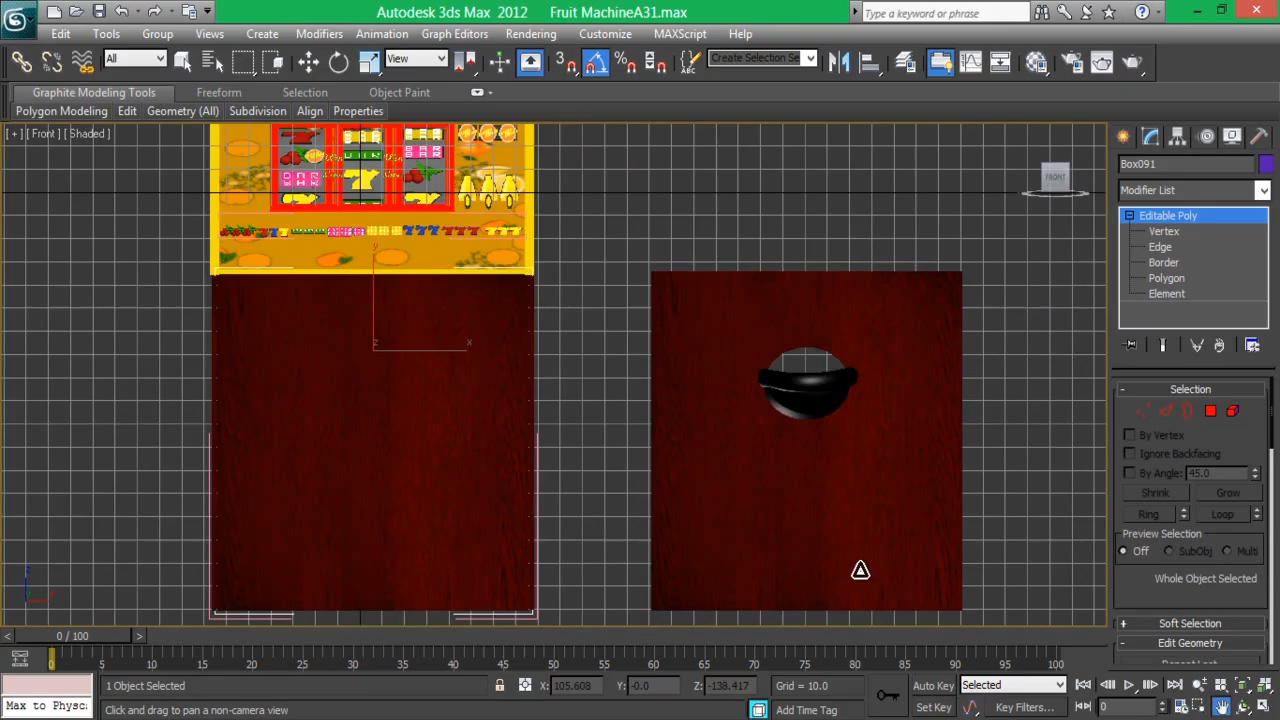 Autodesk 3ds Max 2012 Fruit MachineA31.max
Type a keyword or phrase
Edit Tools Group Views Create Modifiers Animation Graph Editors Rendering Customize MAXScript Help
All View 3 Create Selection Se
Graphite Modeling Tools Freeform Selection Object Paint
Polygon Modeling Edit Geometry (All) Subdivision Align Properties
[ + ] [ Front ] [ Shaded ]
FRONT
BAR
BAR
BAR
y
z x
Box091
Modifier List
Editable Poly
Vertex
Edge
Border
Polygon
Element
Selection
By Vertex
Ignore Backfacing
By Angle: 45.0
Shrink Grow
Ring Loop
Preview Selection
Off SubObj Multi
Whole Object Selected
Soft Selection
Edit Geometry
0 / 100
0 5 10 15 20 25 30 35 40 45 50 55 60 65 70 75 80 85 90 95 100
1 Object Selected X: 105.608 Y: -0.0 Z: -138.417 Grid = 10.0 Auto Key Selected
Max to Physc Click and drag to pan a non-camera view Add Time Tag Set Key Key Filters... 0